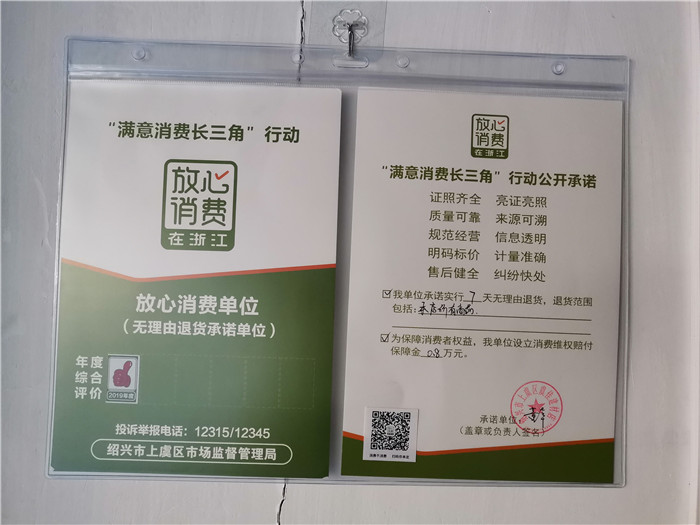 “满意消费长三角”行动
放心
消费
在浙江
放心消费单位
（无理由退货承诺单位）
年度
综合
评价
2019年度
投诉举报电话：12315/12345
绍兴市上虞区市场监督管理局
放心
消费
在浙江
“满意消费长三角”行动公开承诺
证照齐全 亮证亮照
质量可靠 来源可溯
规范经营 信息透明
明码标价 计量准确
售后健全 纠纷快处
☑我单位承诺实行 7 天无理由退货，退货范围
包括：本店所有商品.
☑为保障消费者权益，我单位设立消费维权赔付
保障金 0.8 万元。
承诺单位：
（盖章或负责人签名）